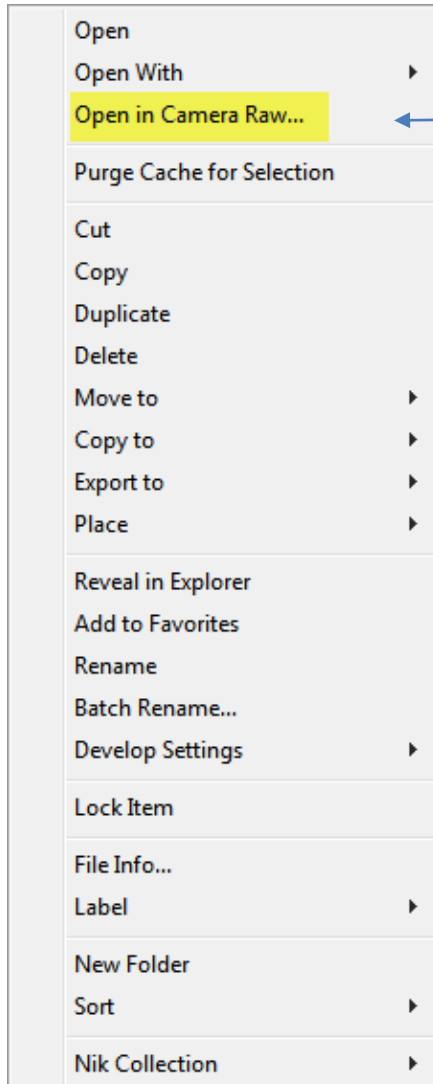 Open
Open With
Open in Camera Raw...
Purge Cache for Selection
Cut
Copy
Duplicate
Delete
Move to
Copy to
Export to
Place
Reveal in Explorer
Add to Favorites
Rename
Batch Rename...
Develop Settings
Lock Item
File Info...
Label
New Folder
Sort
Nik Collection